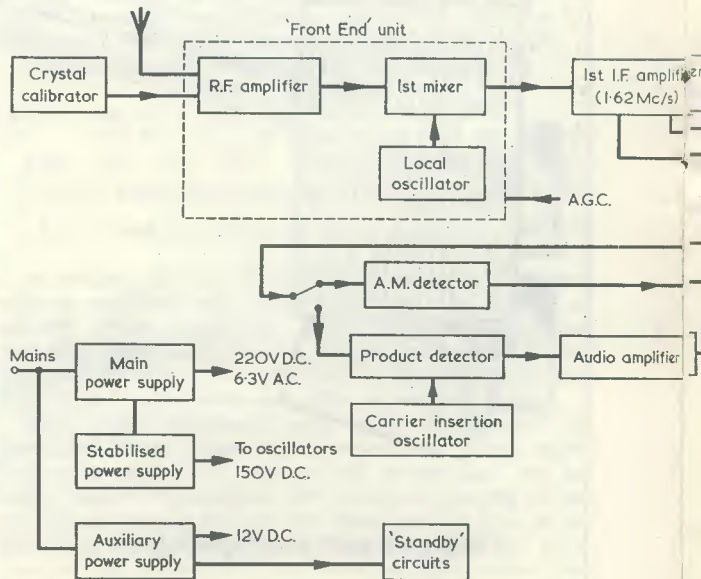 'Front End' unit
Crystal
calibrator
R.F. amplifier
1st mixer
1st I.F. amplifier
(1·62 Mc/s)
Local
oscillator
A.G.C.
A.M. detector
Mains
Main
power supply
220V D.C.
6·3V A.C.
Product detector
Audio amplifier
Carrier insertion
oscillator
Stabilised
power supply
To oscillators
150V D.C.
Auxiliary
power supply
12V D.C.
'Standby'
circuits